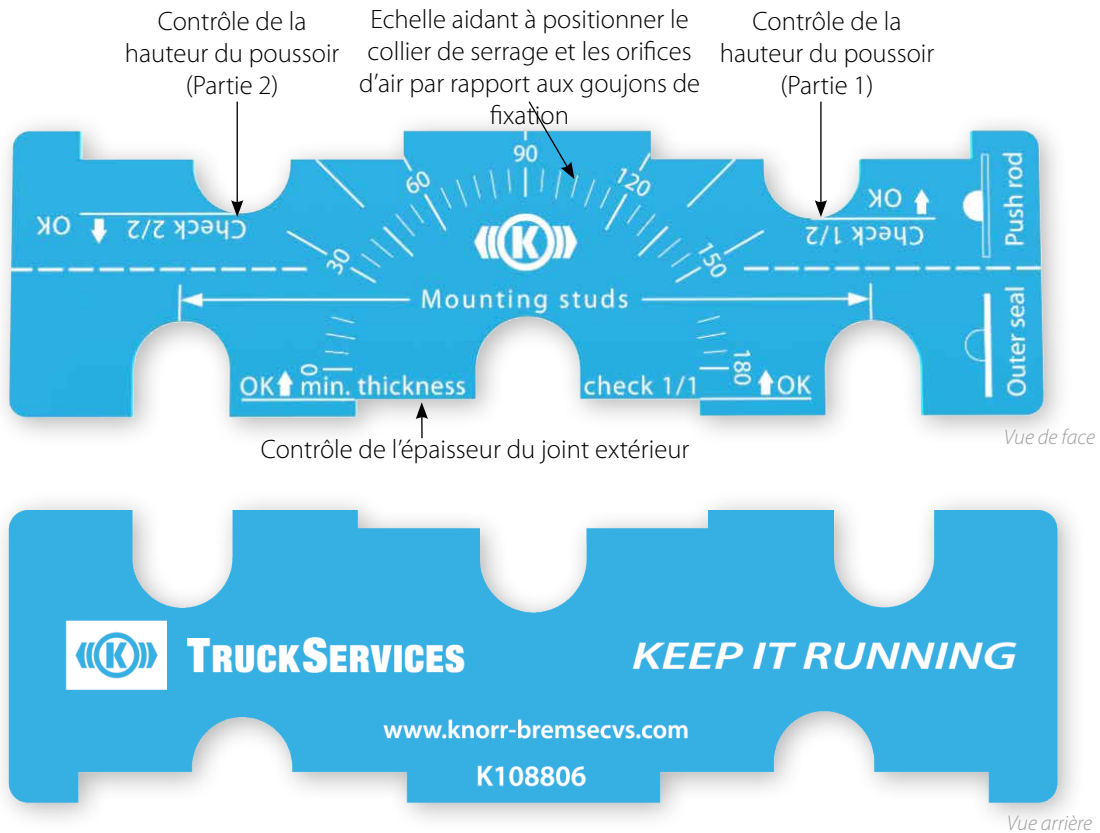 Contrôle de la
hauteur du poussoir
(Partie 2)
Echelle aidant à positionner le
collier de serrage et les orifices
d'air par rapport aux goujons de
fixation
Contrôle de la
hauteur du poussoir
(Partie 1)
OK
Check 2/2
30
60
90
120
150
OK
Check 1/2
Push rod
K
Mounting studs
Outer seal
0
180
OK min. thickness
check 1/1
OK
Vue de face
Contrôle de l'épaisseur du joint extérieur
K
TRUCKSERVICES
KEEP IT RUNNING
www.knorr-bremsecvs.com
K108806
Vue arrière